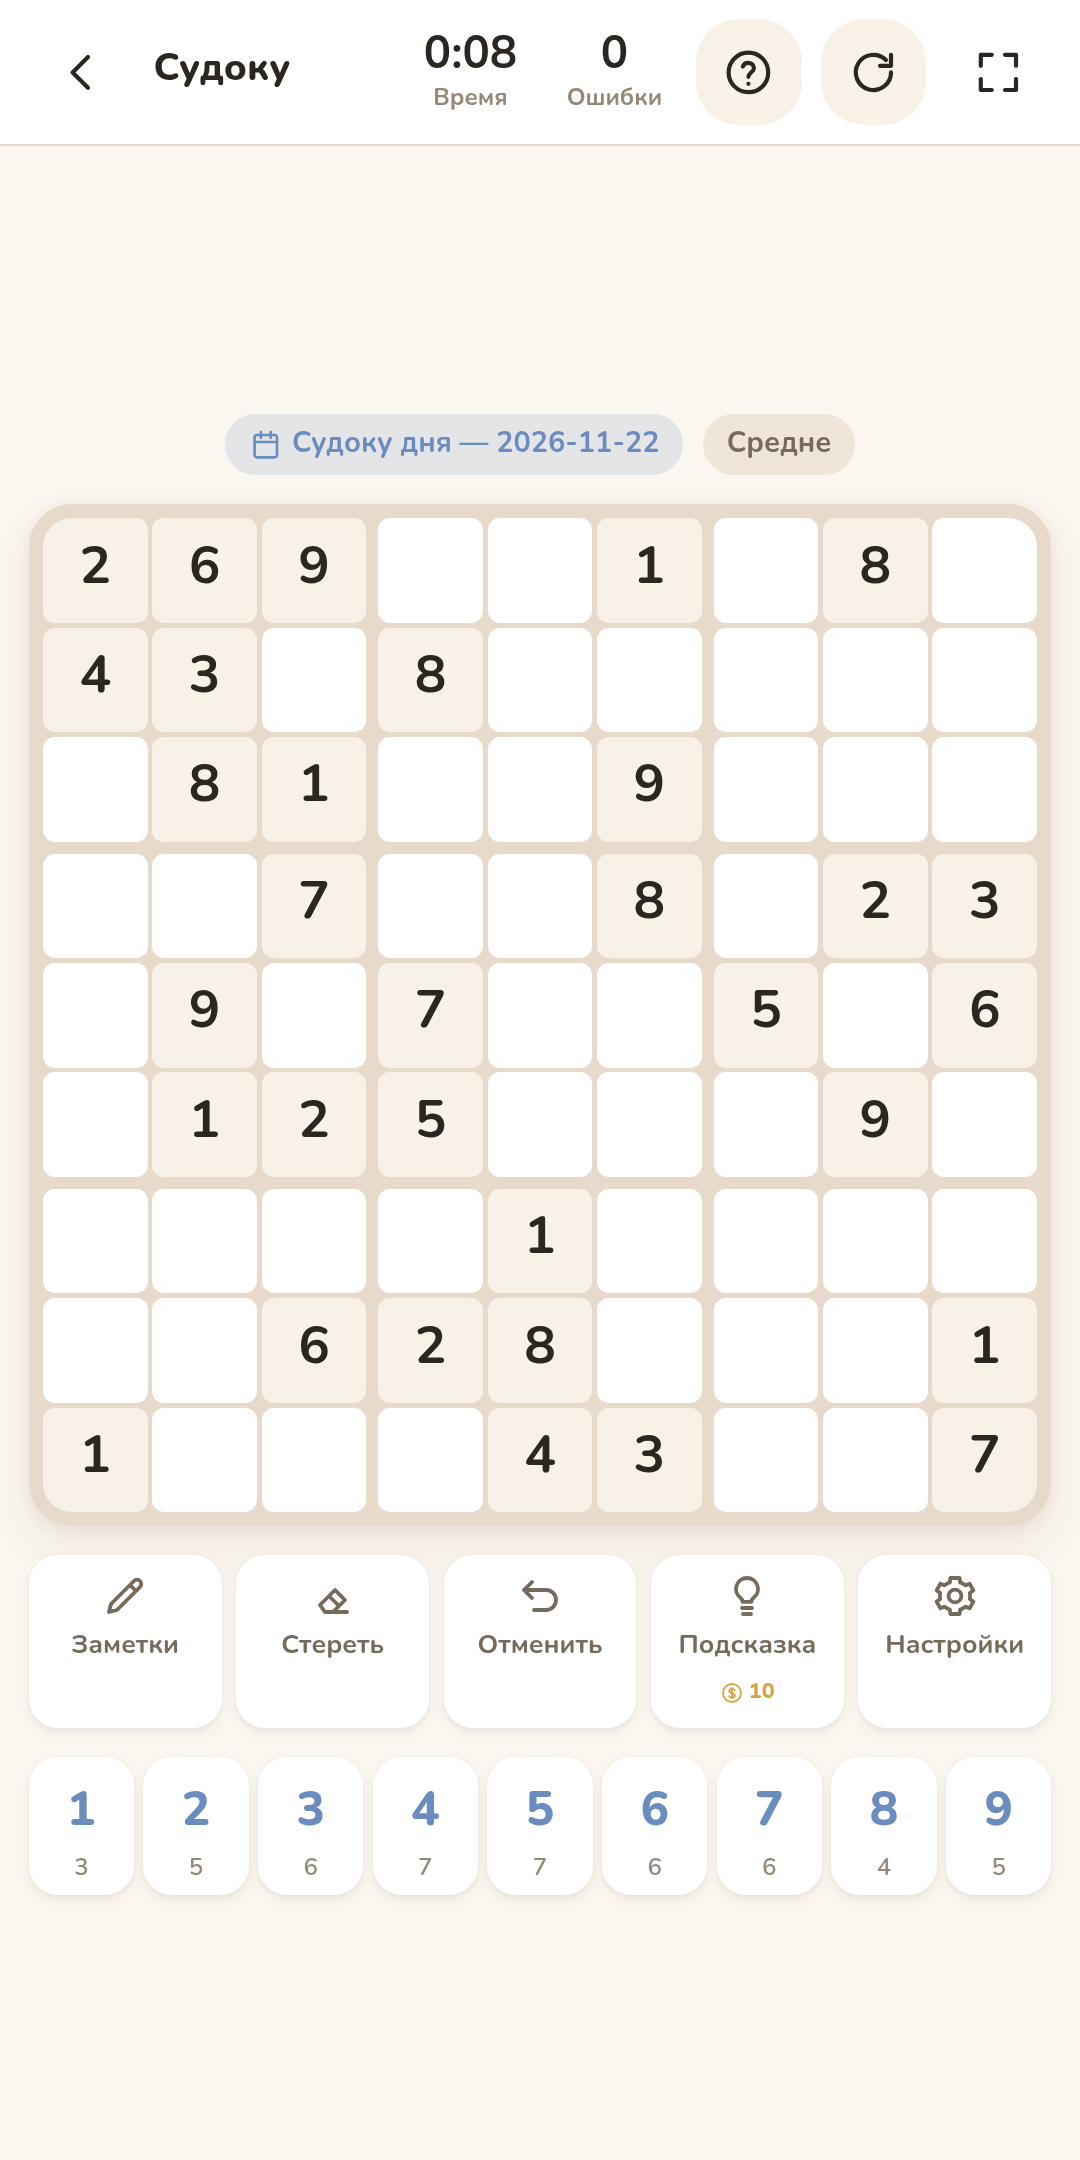 Судоку
0:08
Время
0
Ошибки
Судоку дня — 2026-11-22
Средне
2 6 9 1 8
4 3 8
8 1 9
7 8 2 3
9 7 5 6
1 2 5 9
1
6 2 8 1
1 4 3 7
Заметки
Стереть
Отменить
Подсказка
10
Настройки
1 2 3 4 5 6 7 8 9
3 5 6 7 7 6 6 4 5